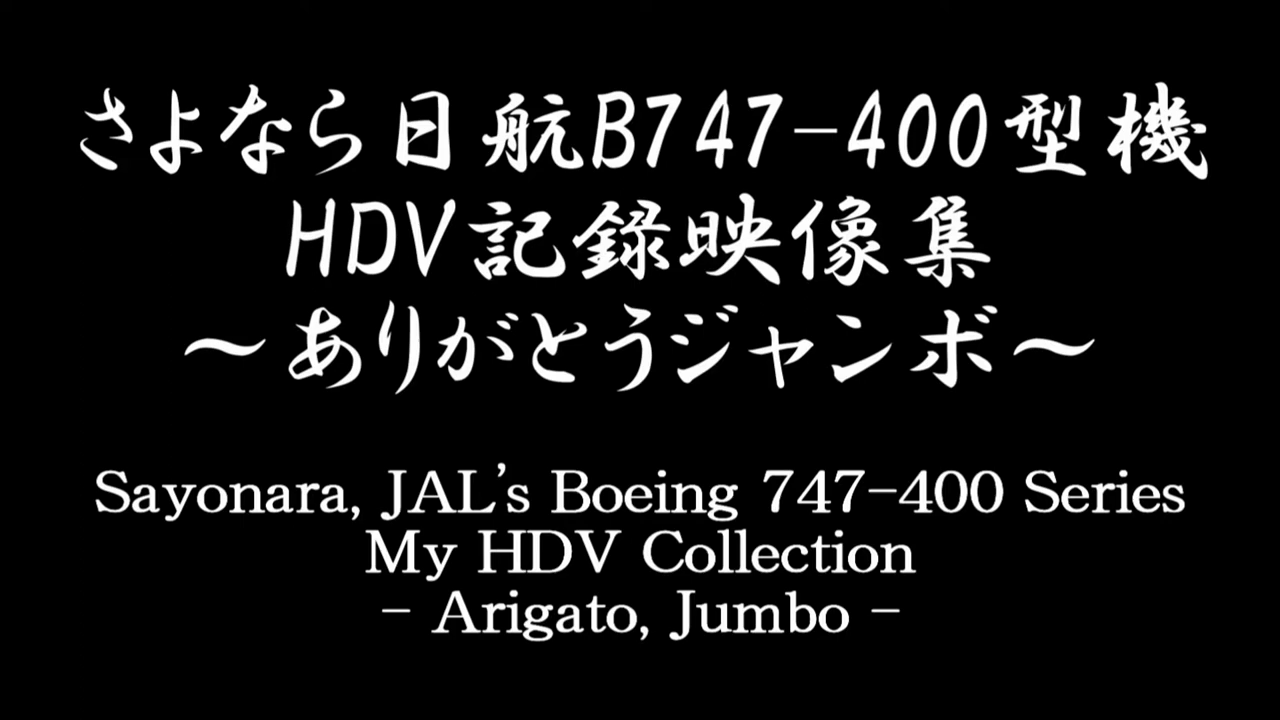 さよなら日航B747-400型機
HDV記録映像集
～ありがとうジャンボ～
Sayonara, JAL's Boeing 747-400 Series
My HDV Collection
- Arigato, Jumbo -